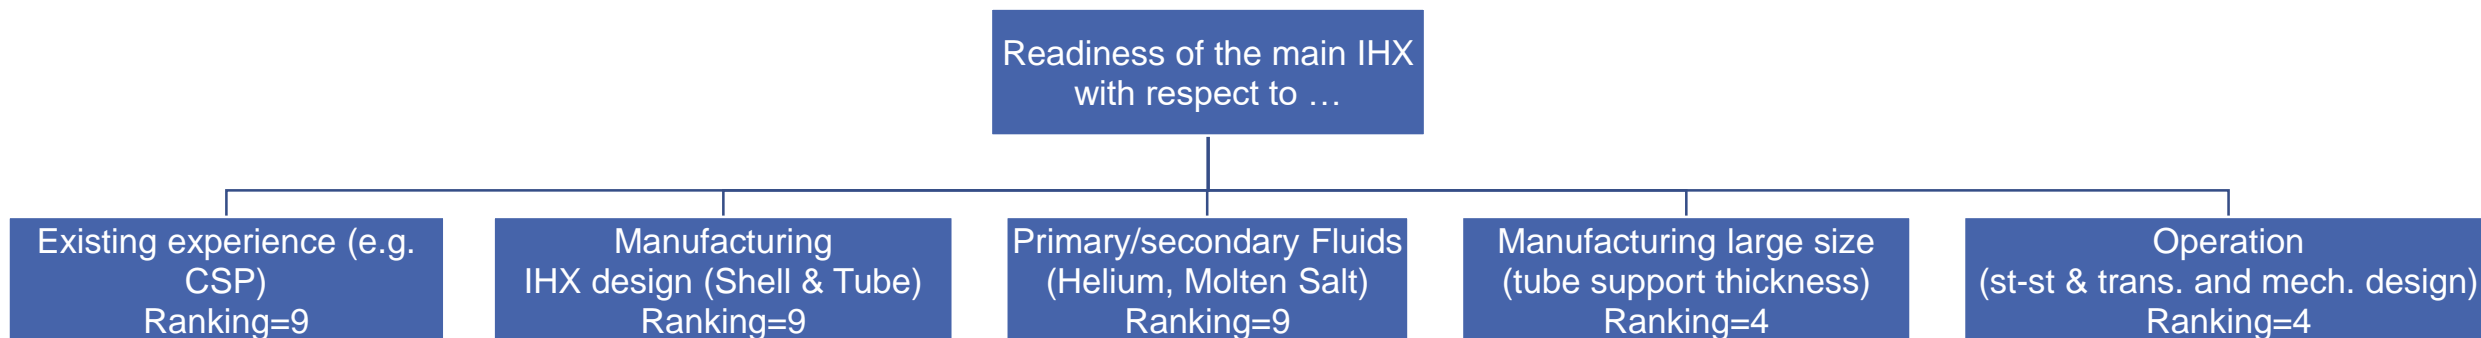 Readiness of the main IHX
with respect to …
Existing experience (e.g.
CSP)
Ranking=9
Manufacturing
IHX design (Shell & Tube)
Ranking=9
Primary/secondary Fluids
(Helium, Molten Salt)
Ranking=9
Manufacturing large size
(tube support thickness)
Ranking=4
Operation
(st-st & trans. and mech. design)
Ranking=4